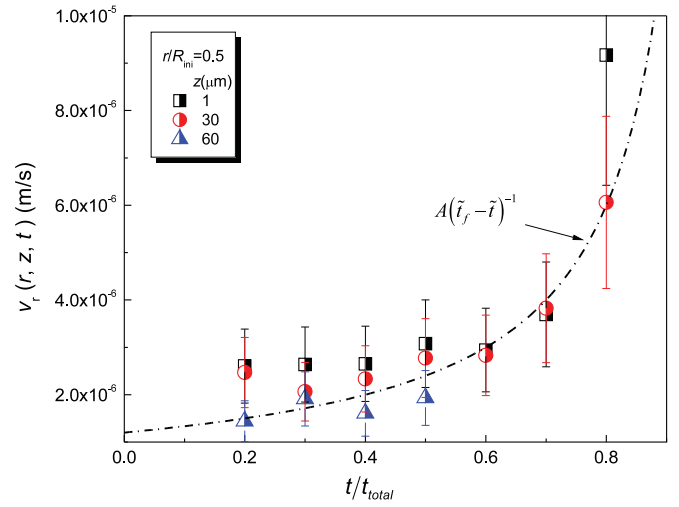 1.0x10⁻⁵
8.0x10⁻⁶
6.0x10⁻⁶
4.0x10⁻⁶
2.0x10⁻⁶
vᵣ (r, z, t) (m/s)
r/R_ini=0.5
z(μm)
1
30
60
A(t̃_f − t̃)⁻¹
0.0
0.2
0.4
0.6
0.8
t/t_total